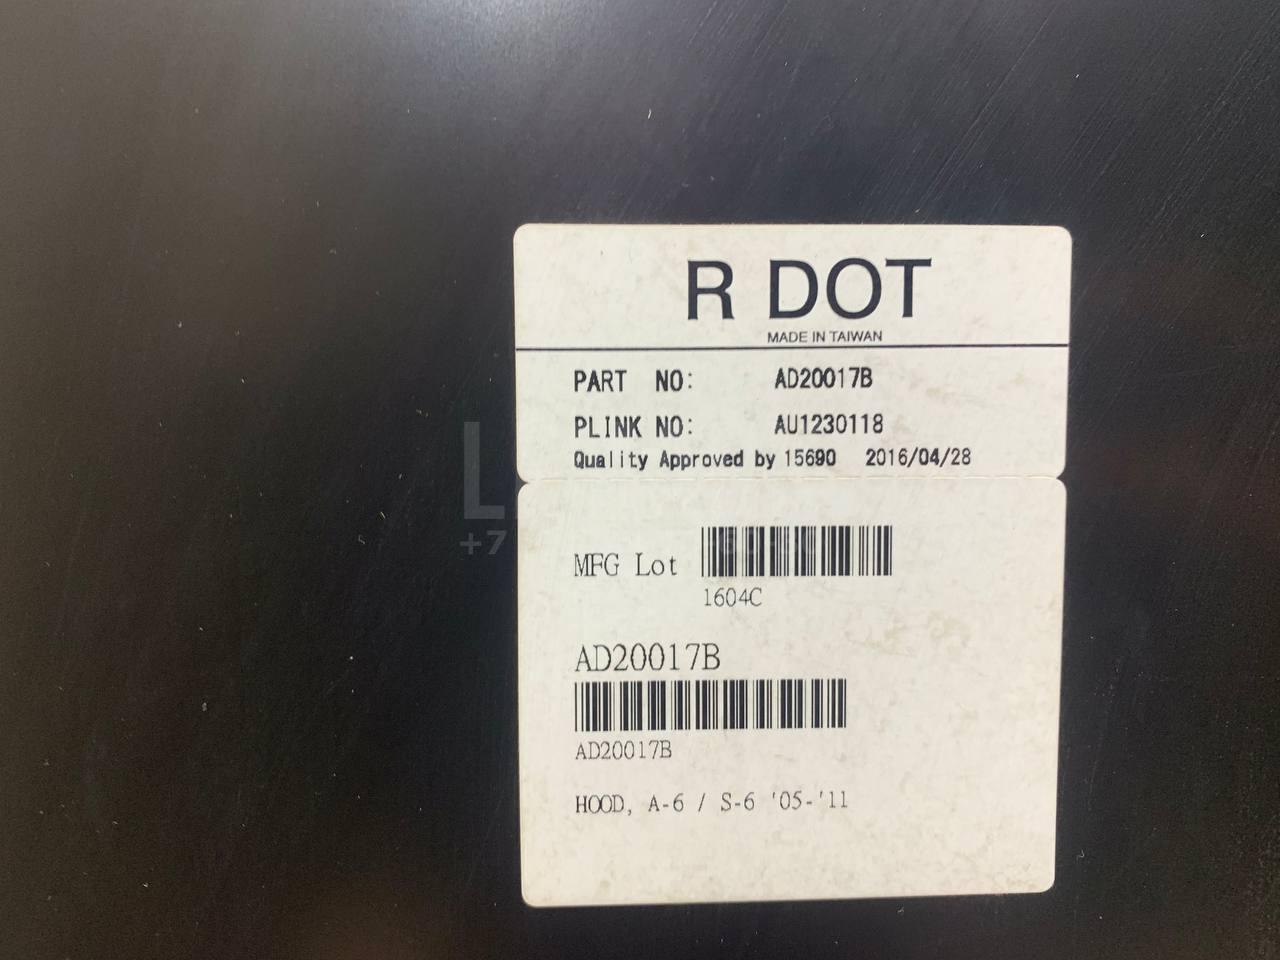 R DOT
MADE IN TAIWAN
PART NO: AD20017B
PLINK NO: AU1230118
Quality Approved by 15690 2016/04/28
MFG Lot
1604C
AD20017B
AD20017B
HOOD, A-6 / S-6 '05-'11
L
+7